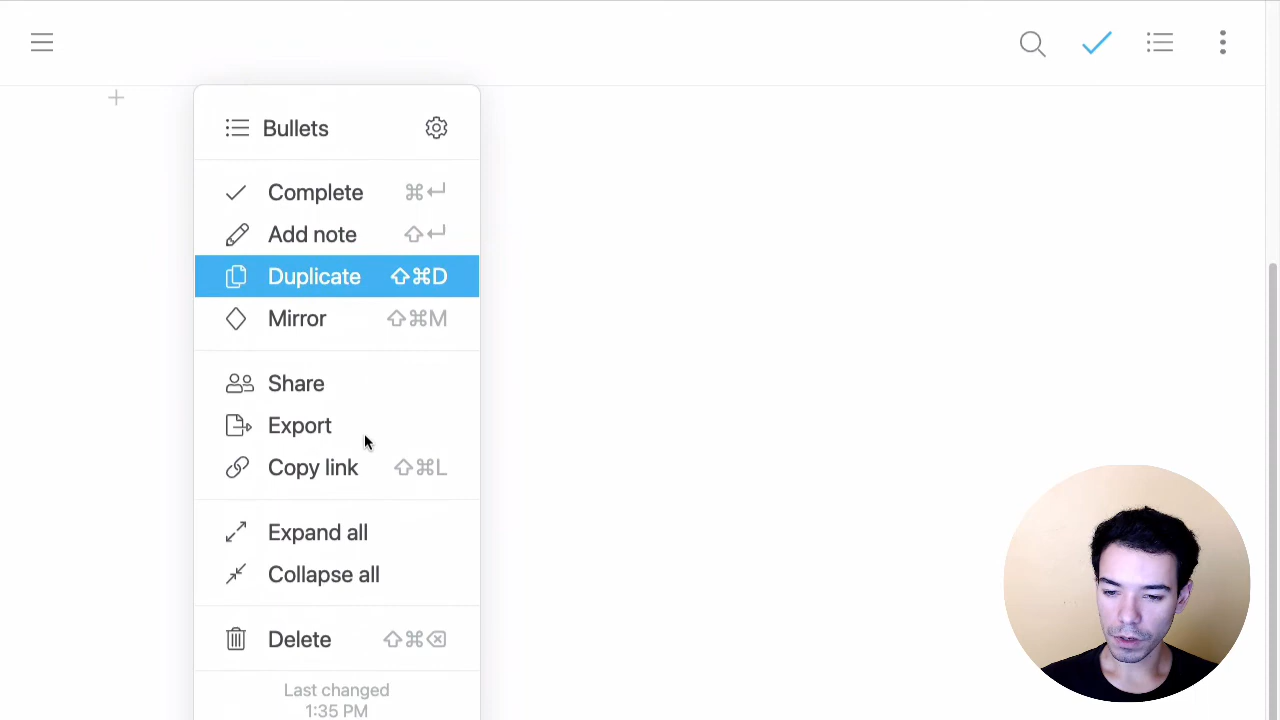 Bullets
Complete ⌘↵
Add note ⇧↵
Duplicate ⇧⌘D
Mirror ⇧⌘M
Share
Export
Copy link ⇧⌘L
Expand all
Collapse all
Delete ⇧⌘⌫
Last changed
1:35 PM